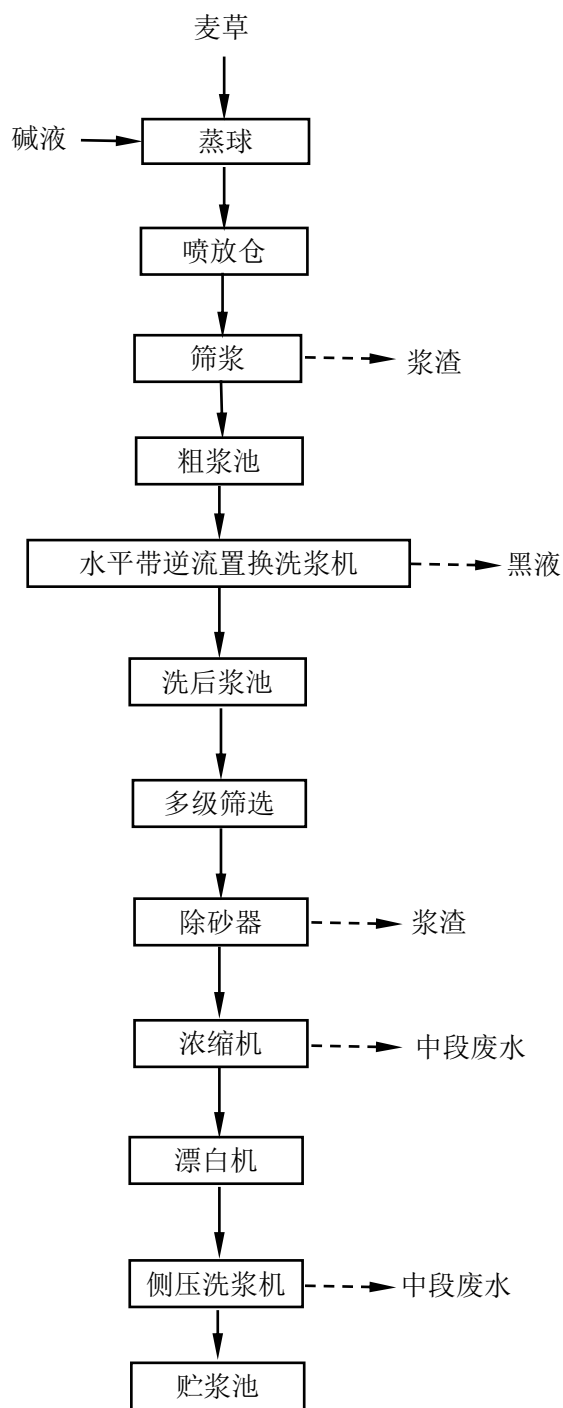 麦草
碱液
蒸球
喷放仓
筛浆
浆渣
粗浆池
水平带逆流置换洗浆机
黑液
洗后浆池
多级筛选
除砂器
浆渣
浓缩机
中段废水
漂白机
侧压洗浆机
中段废水
贮浆池